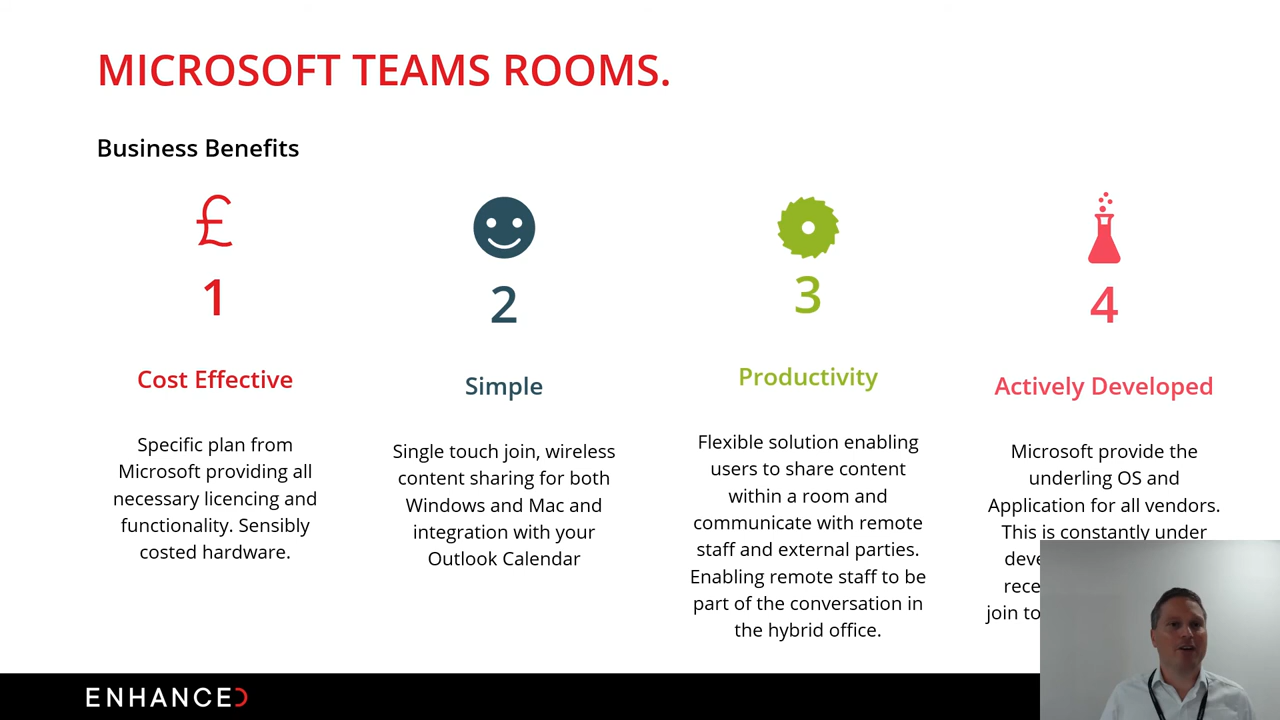 MICROSOFT TEAMS ROOMS.
Business Benefits
£
1
Cost Effective
Specific plan from
Microsoft providing all
necessary licencing and
functionality. Sensibly
costed hardware.
2
Simple
Single touch join, wireless
content sharing for both
Windows and Mac and
integration with your
Outlook Calendar
3
Productivity
Flexible solution enabling
users to share content
within a room and
communicate with remote
staff and external parties.
Enabling remote staff to be
part of the conversation in
the hybrid office.
4
Actively Developed
Microsoft provide the
underling OS and
Application for all vendors.
This is constantly under
join to
ENHANCED